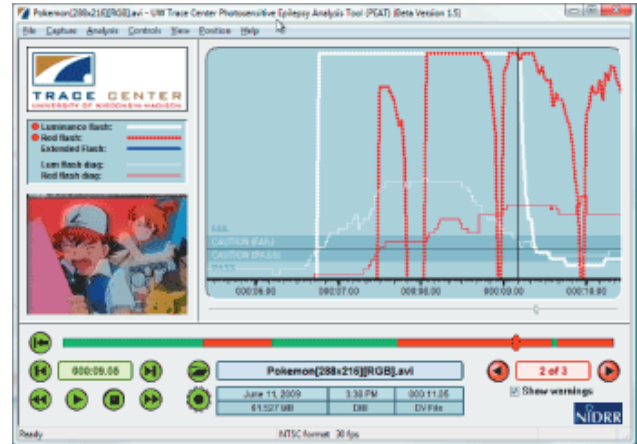 Pokemon[288x216][RGB].avi - UW Trace Center Photosensitive Epilepsy Analysis Tool (PEAT) (Beta Version 1.5)
File Capture Analysis Controls View Position Help
TRACE CENTER
UNIVERSITY OF WISCONSIN-MADISON
Luminance flash:
Red flash:
Extended Flash:
Lum flash diag:
Red flash diag:
FAIL
CAUTION (FAIL)
CAUTION (PASS)
PASS
000:06.00 000:07.00 000:08.00 000:09.00 000:10.00
000:09.06 Pokemon[288x216][RGB].avi 2 of 3
June 11, 2009 3:38 PM 000:11.05
61.527 MB DIB DV File
Show warnings
NIDRR
Ready NTSC format 30 fps